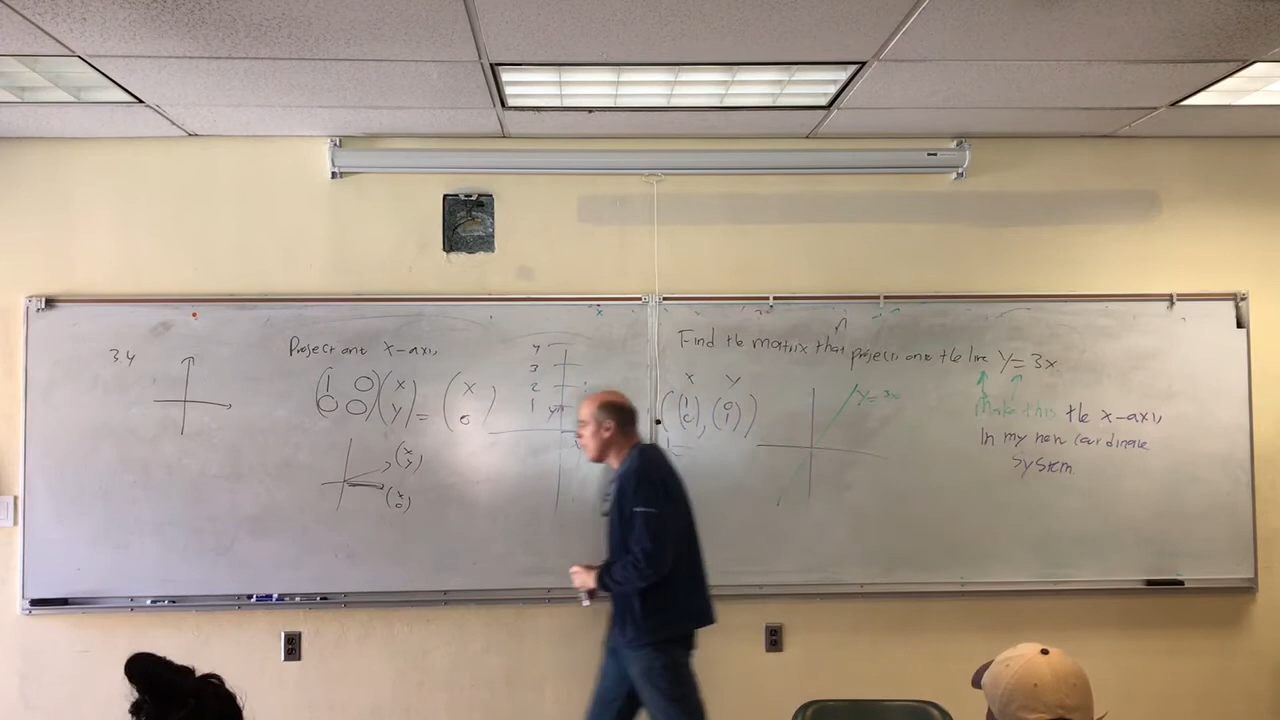 3.4
Project onto x-axis
(1 0
0 0) (x
y) = (x
0)
(x
y)
(x
0)
4
3
2
1
y
Find the matrix that projects onto the line y=3x
x y
((1
0), (0
1))
y=3x
Make this the x-axis
In my new coordinate
System